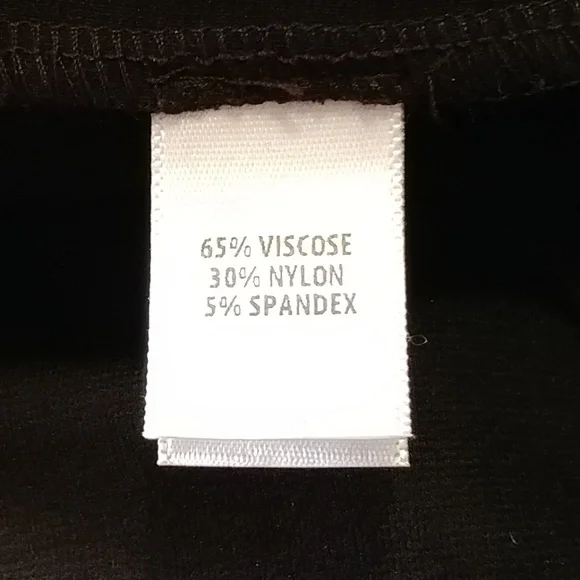 65% VISCOSE
30% NYLON
5% SPANDEX